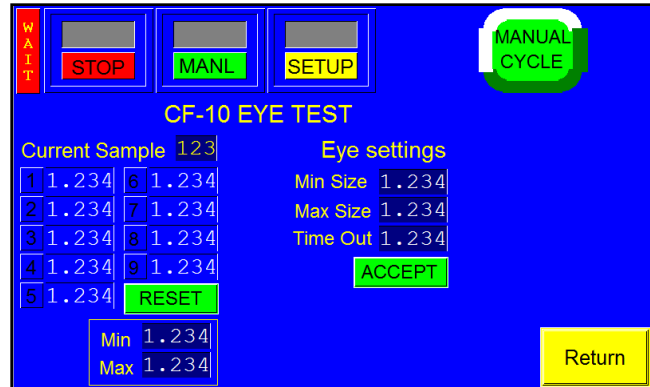 WAIT
STOP
MANL
SETUP
MANUAL
CYCLE
CF-10 EYE TEST
Current Sample 123
1 1.234 6 1.234
2 1.234 7 1.234
3 1.234 8 1.234
4 1.234 9 1.234
5 1.234 RESET
Min 1.234
Max 1.234
Eye settings
Min Size 1.234
Max Size 1.234
Time Out 1.234
ACCEPT
Return